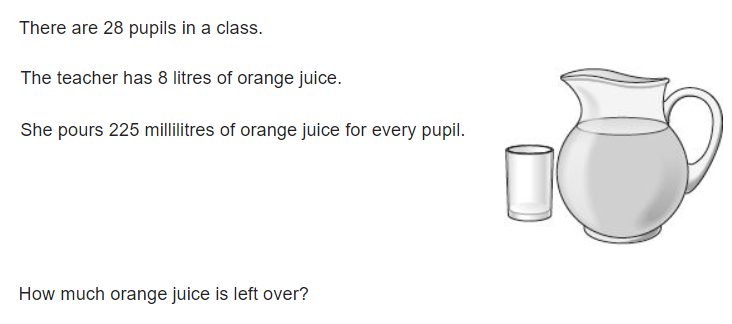 There are 28 pupils in a class.
The teacher has 8 litres of orange juice.
She pours 225 millilitres of orange juice for every pupil.
How much orange juice is left over?